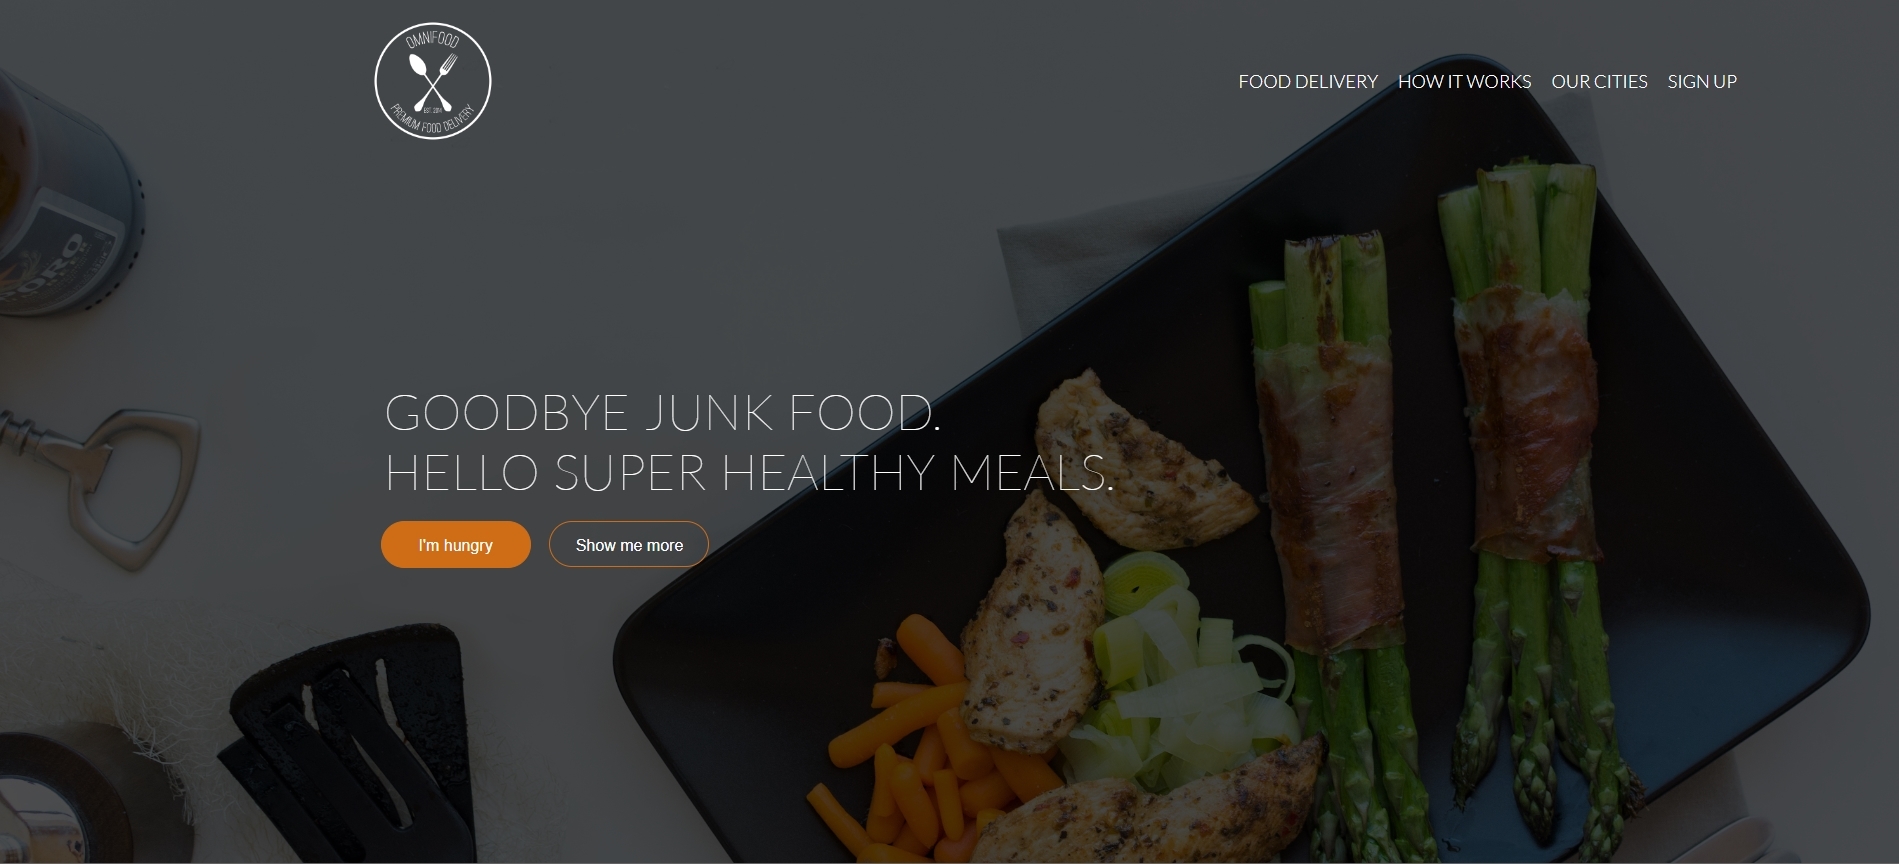 OMNIFOOD
EST. 2014
PREMIUM FOOD DELIVERY
FOOD DELIVERY HOW IT WORKS OUR CITIES SIGN UP
GOODBYE JUNK FOOD.
HELLO SUPER HEALTHY MEALS.
I'm hungry Show me more